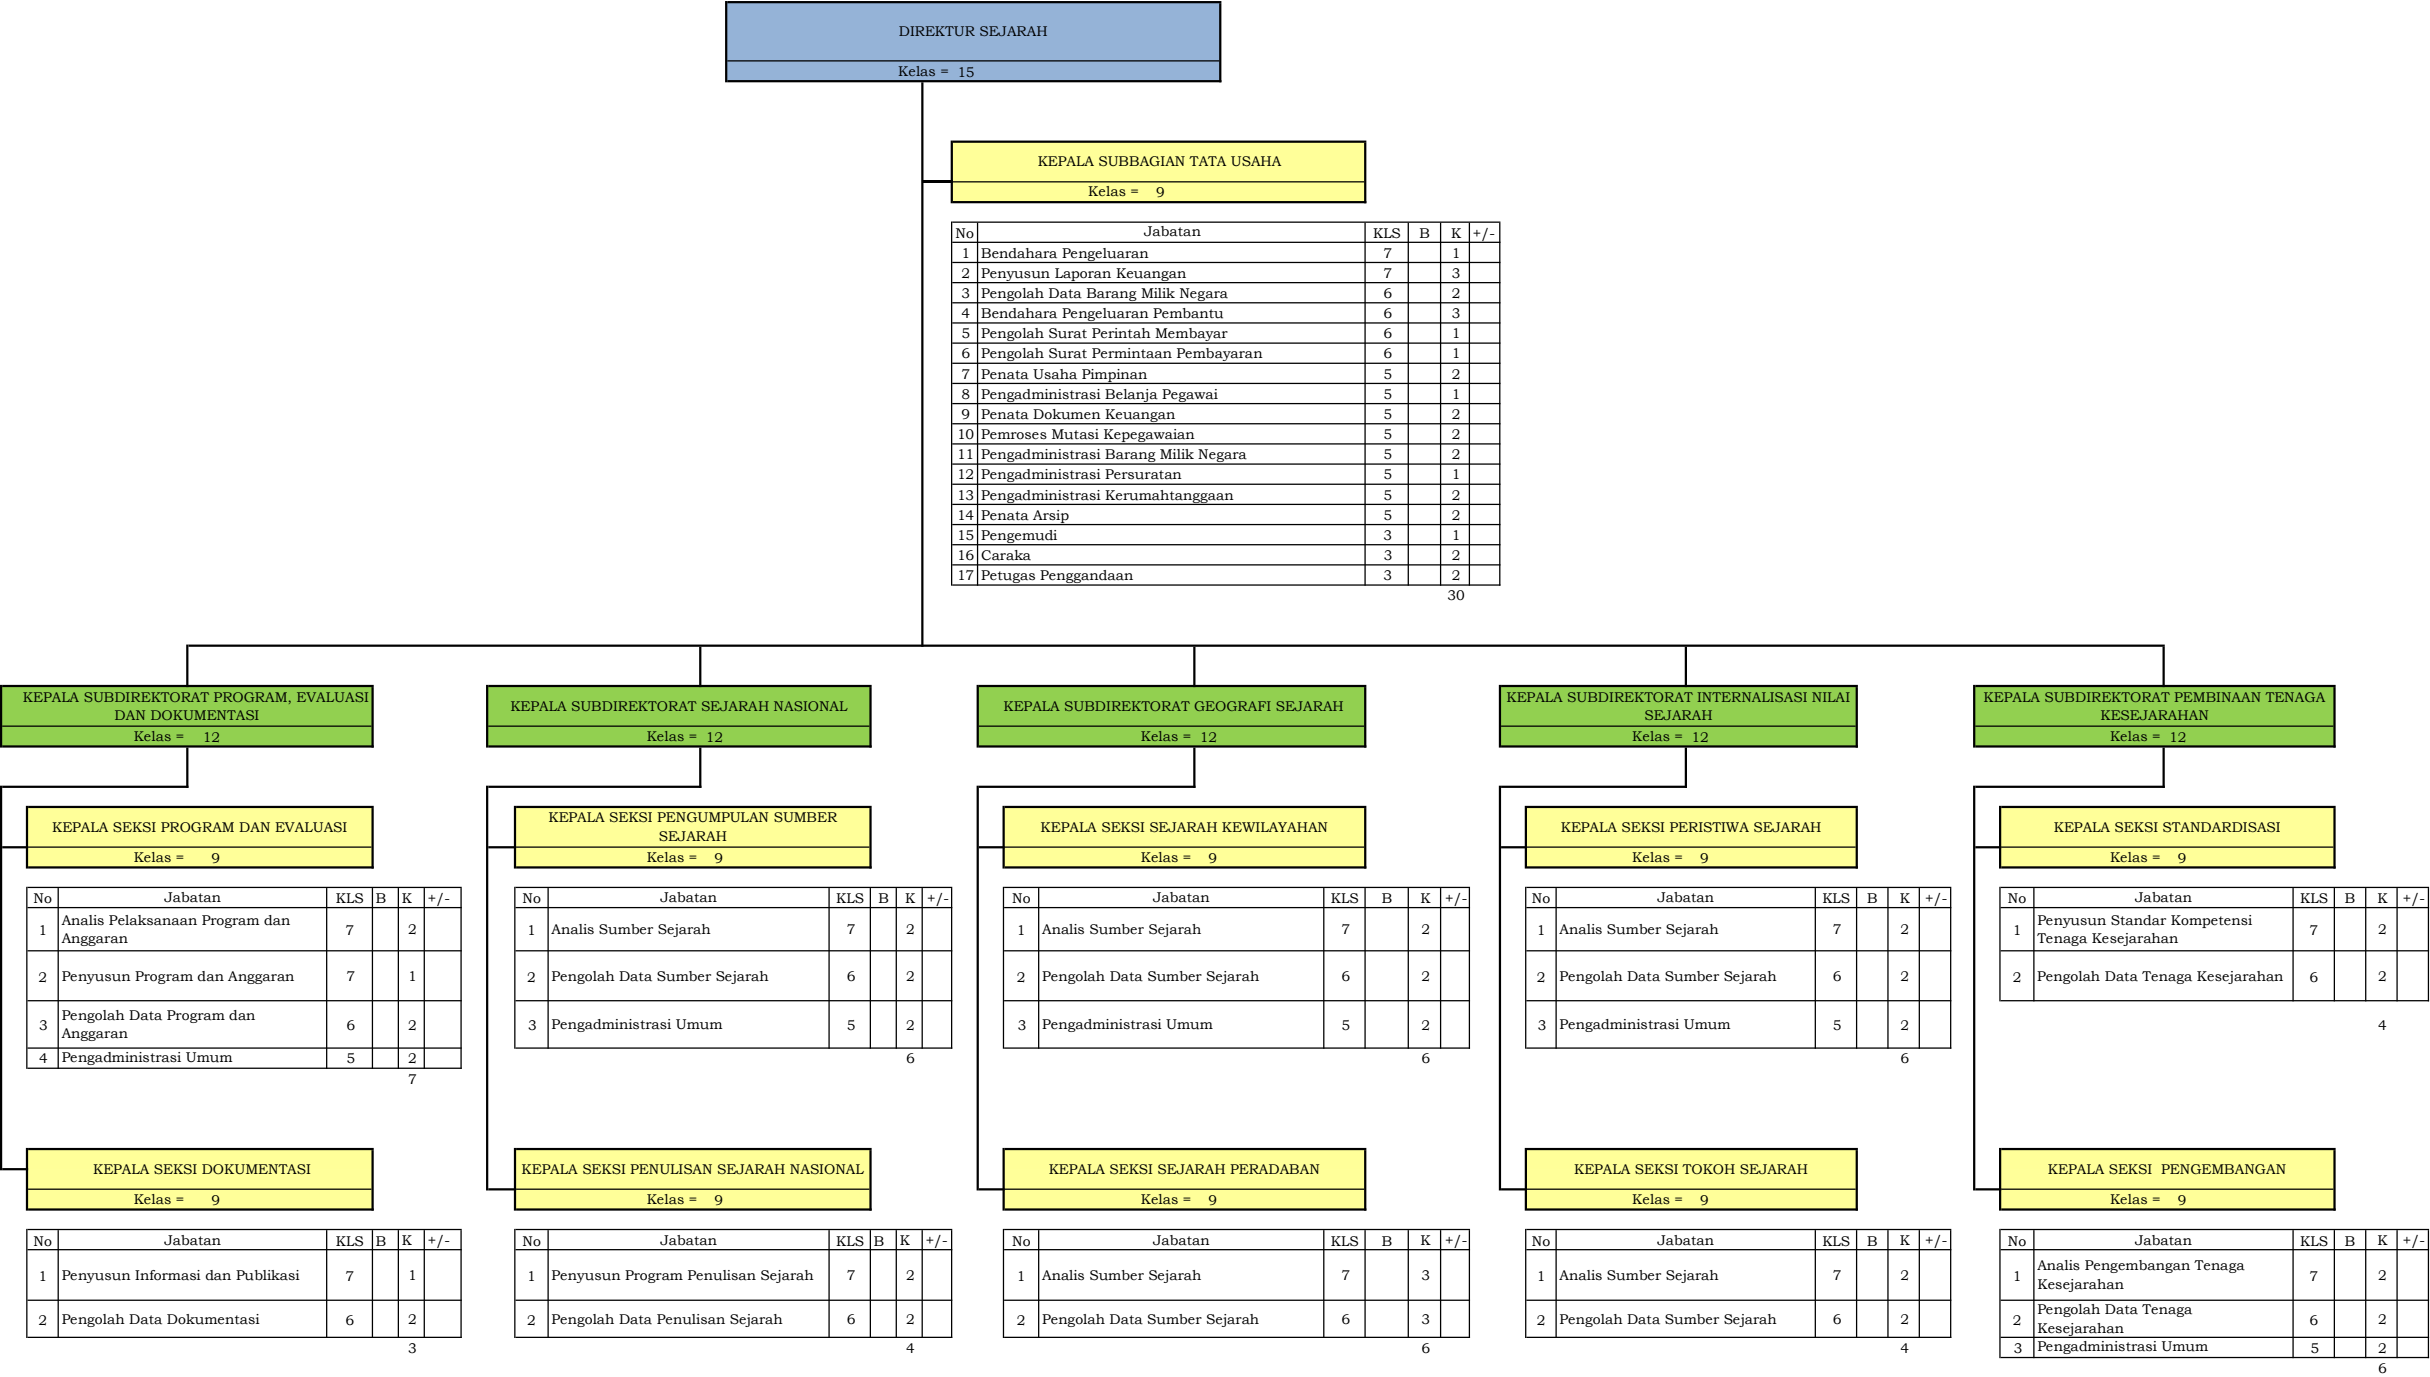 DIREKTUR SEJARAH
Kelas = 15
KEPALA SUBBAGIAN TATA USAHA
Kelas = 9
No Jabatan KLS B K +/-
1 Bendahara Pengeluaran 7 1
2 Penyusun Laporan Keuangan 7 3
3 Pengolah Data Barang Milik Negara 6 2
4 Bendahara Pengeluaran Pembantu 6 3
5 Pengolah Surat Perintah Membayar 6 1
6 Pengolah Surat Permintaan Pembayaran 6 1
7 Penata Usaha Pimpinan 5 2
8 Pengadministrasi Belanja Pegawai 5 1
9 Penata Dokumen Keuangan 5 2
10 Pemroses Mutasi Kepegawaian 5 2
11 Pengadministrasi Barang Milik Negara 5 2
12 Pengadministrasi Persuratan 5 1
13 Pengadministrasi Kerumahtanggaan 5 2
14 Penata Arsip 5 2
15 Pengemudi 3 1
16 Caraka 3 2
17 Petugas Penggandaan 3 2
30
KEPALA SUBDIREKTORAT PROGRAM, EVALUASI
DAN DOKUMENTASI
Kelas = 12
KEPALA SEKSI PROGRAM DAN EVALUASI
Kelas = 9
No Jabatan KLS B K +/-
1 Analis Pelaksanaan Program dan
Anggaran 7 2
2 Penyusun Program dan Anggaran 7 1
3 Pengolah Data Program dan
Anggaran 6 2
4 Pengadministrasi Umum 5 2
7
KEPALA SEKSI DOKUMENTASI
Kelas = 9
No Jabatan KLS B K +/-
1 Penyusun Informasi dan Publikasi 7 1
2 Pengolah Data Dokumentasi 6 2
3
KEPALA SUBDIREKTORAT SEJARAH NASIONAL
Kelas = 12
KEPALA SEKSI PENGUMPULAN SUMBER
SEJARAH
Kelas = 9
No Jabatan KLS B K +/-
1 Analis Sumber Sejarah 7 2
2 Pengolah Data Sumber Sejarah 6 2
3 Pengadministrasi Umum 5 2
6
KEPALA SEKSI PENULISAN SEJARAH NASIONAL
Kelas = 9
No Jabatan KLS B K +/-
1 Penyusun Program Penulisan Sejarah 7 2
2 Pengolah Data Penulisan Sejarah 6 2
4
KEPALA SUBDIREKTORAT GEOGRAFI SEJARAH
Kelas = 12
KEPALA SEKSI SEJARAH KEWILAYAHAN
Kelas = 9
No Jabatan KLS B K +/-
1 Analis Sumber Sejarah 7 2
2 Pengolah Data Sumber Sejarah 6 2
3 Pengadministrasi Umum 5 2
6
KEPALA SEKSI SEJARAH PERADABAN
Kelas = 9
No Jabatan KLS B K +/-
1 Analis Sumber Sejarah 7 3
2 Pengolah Data Sumber Sejarah 6 3
6
KEPALA SUBDIREKTORAT INTERNALISASI NILAI
SEJARAH
Kelas = 12
KEPALA SEKSI PERISTIWA SEJARAH
Kelas = 9
No Jabatan KLS B K +/-
1 Analis Sumber Sejarah 7 2
2 Pengolah Data Sumber Sejarah 6 2
3 Pengadministrasi Umum 5 2
6
KEPALA SEKSI TOKOH SEJARAH
Kelas = 9
No Jabatan KLS B K +/-
1 Analis Sumber Sejarah 7 2
2 Pengolah Data Sumber Sejarah 6 2
4
KEPALA SUBDIREKTORAT PEMBINAAN TENAGA
KESEJARAHAN
Kelas = 12
KEPALA SEKSI STANDARDISASI
Kelas = 9
No Jabatan KLS B K +/-
1 Penyusun Standar Kompetensi
Tenaga Kesejarahan 7 2
2 Pengolah Data Tenaga Kesejarahan 6 2
4
KEPALA SEKSI PENGEMBANGAN
Kelas = 9
No Jabatan KLS B K +/-
1 Analis Pengembangan Tenaga
Kesejarahan 7 2
2 Pengolah Data Tenaga
Kesejarahan 6 2
3 Pengadministrasi Umum 5 2
6